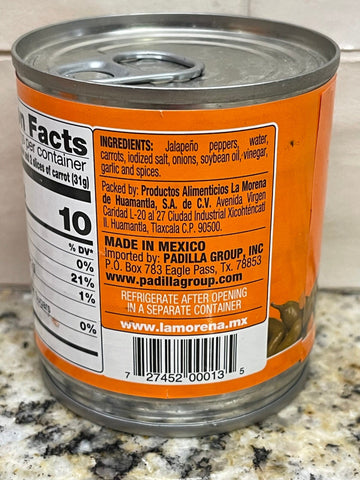 n Facts
per container
& slices of carrot (31g)
10
% DV*
0%
21%
1%
0%
INGREDIENTS: Jalapeño peppers, water,
carrots, iodized salt, onions, soybean oil, vinegar,
garlic and spices.
Packed by: Productos Alimenticios La Morena
de Huamantla, S.A. de C.V. Avenida Virgen
Caridad L-20 al 27 Ciudad Industrial Xicohténcatl
II. Huamantla, Tlaxcala C.P. 90500.
MADE IN MEXICO
Imported by: PADILLA GROUP, INC
P.O. Box 783 Eagle Pass, Tx. 78853
www.padillagroup.com
REFRIGERATE AFTER OPENING
IN A SEPARATE CONTAINER
www.lamorena.mx
7 27452 00013 5